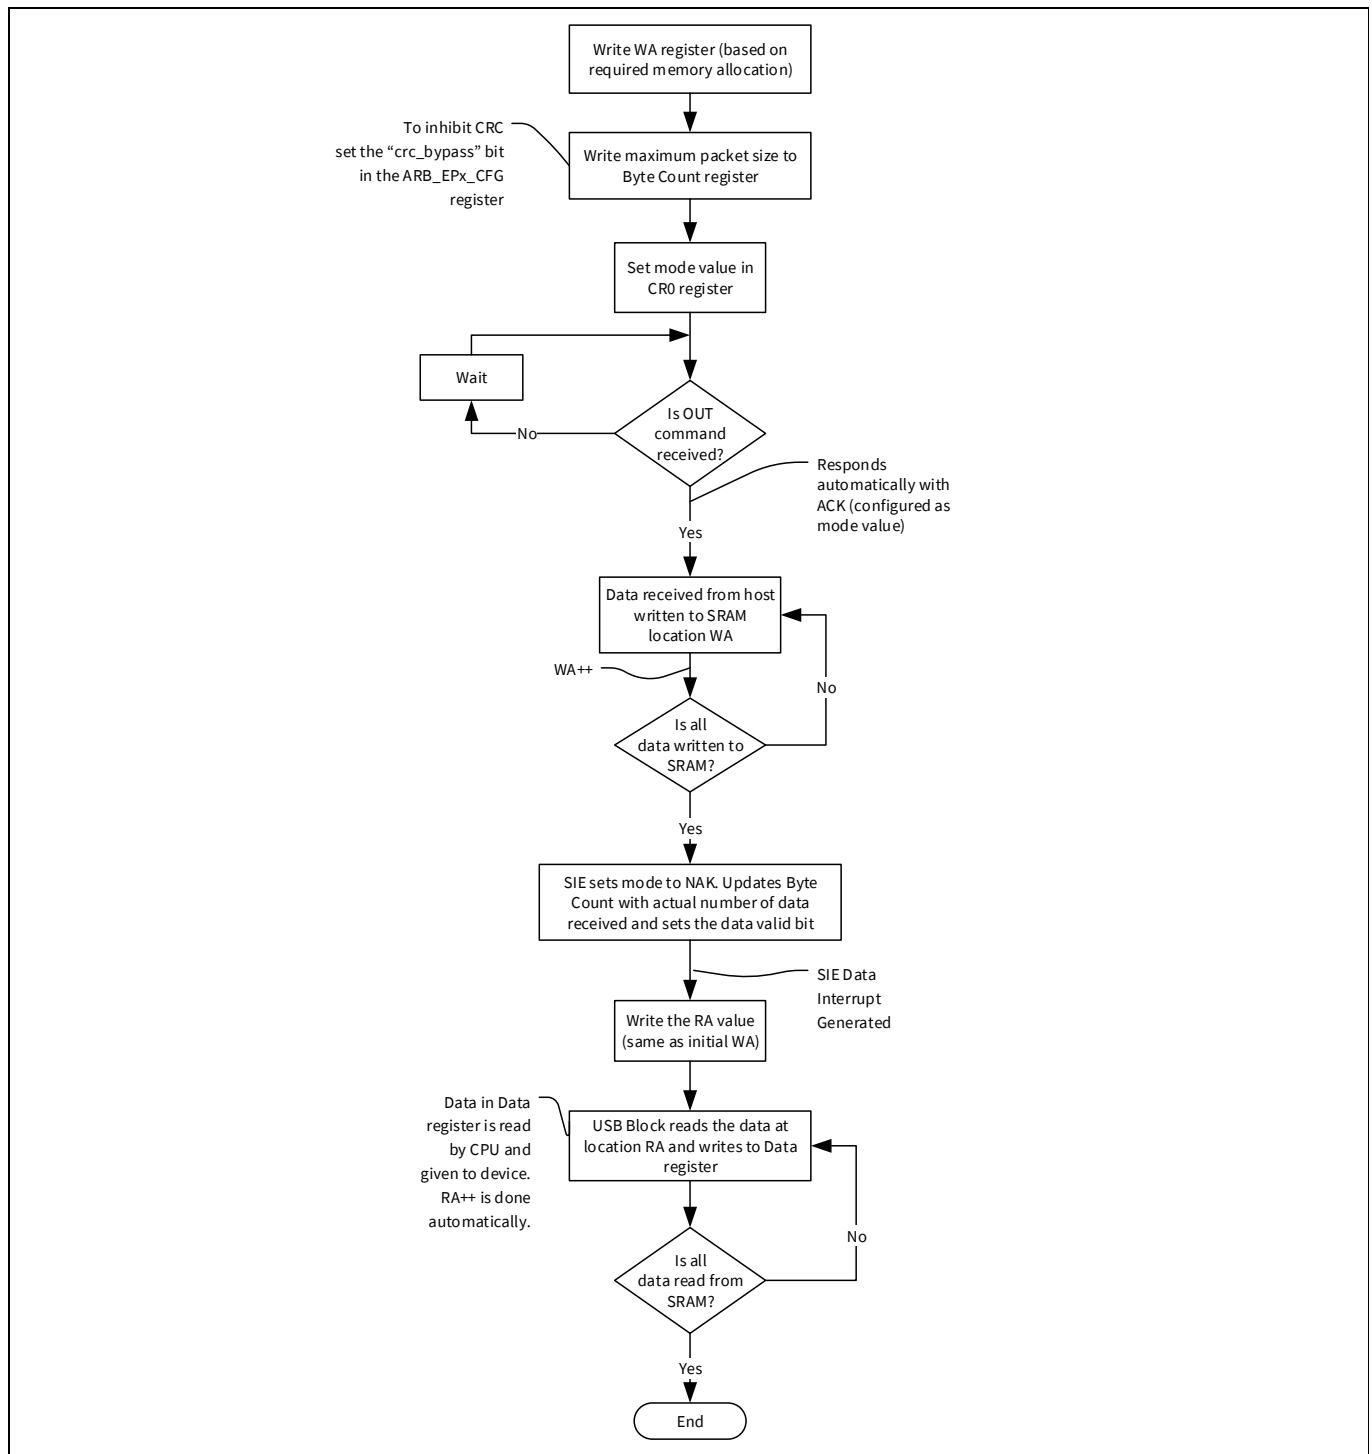 Write WA register (based on
required memory allocation)
To inhibit CRC
set the “crc_bypass” bit
in the ARB_EPx_CFG
register
Write maximum packet size to
Byte Count register
Set mode value in
CR0 register
Wait
Is OUT
command
received?
No
Responds
automatically with
ACK (configured as
mode value)
Yes
Data received from host
written to SRAM
location WA
WA++
No
Is all
data written to
SRAM?
Yes
SIE sets mode to NAK. Updates Byte
Count with actual number of data
received and sets the data valid bit
SIE Data
Interrupt
Generated
Write the RA value
(same as initial WA)
Data in Data
register is read
by CPU and
given to device.
RA++ is done
automatically.
USB Block reads the data at
location RA and writes to Data
register
No
Is all
data read from
SRAM?
Yes
End